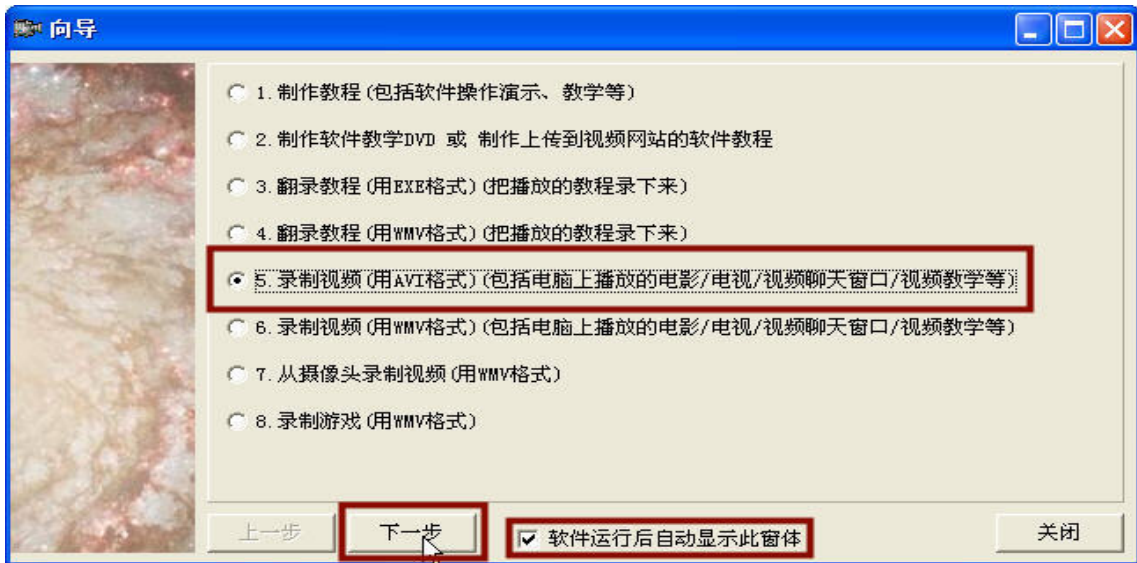 向导
1.制作教程(包括软件操作演示、教学等)
2.制作软件教学DVD 或 制作上传到视频网站的软件教程
3.翻录教程(用EXE格式)(把播放的教程录下来)
4.翻录教程(用WMV格式)(把播放的教程录下来)
5.录制视频(用AVI格式)(包括电脑上播放的电影/电视/视频聊天窗口/视频教学等)
6.录制视频(用WMV格式)(包括电脑上播放的电影/电视/视频聊天窗口/视频教学等)
7.从摄像头录制视频(用WMV格式)
8.录制游戏(用WMV格式)
上一步 下一步 软件运行后自动显示此窗体 关闭